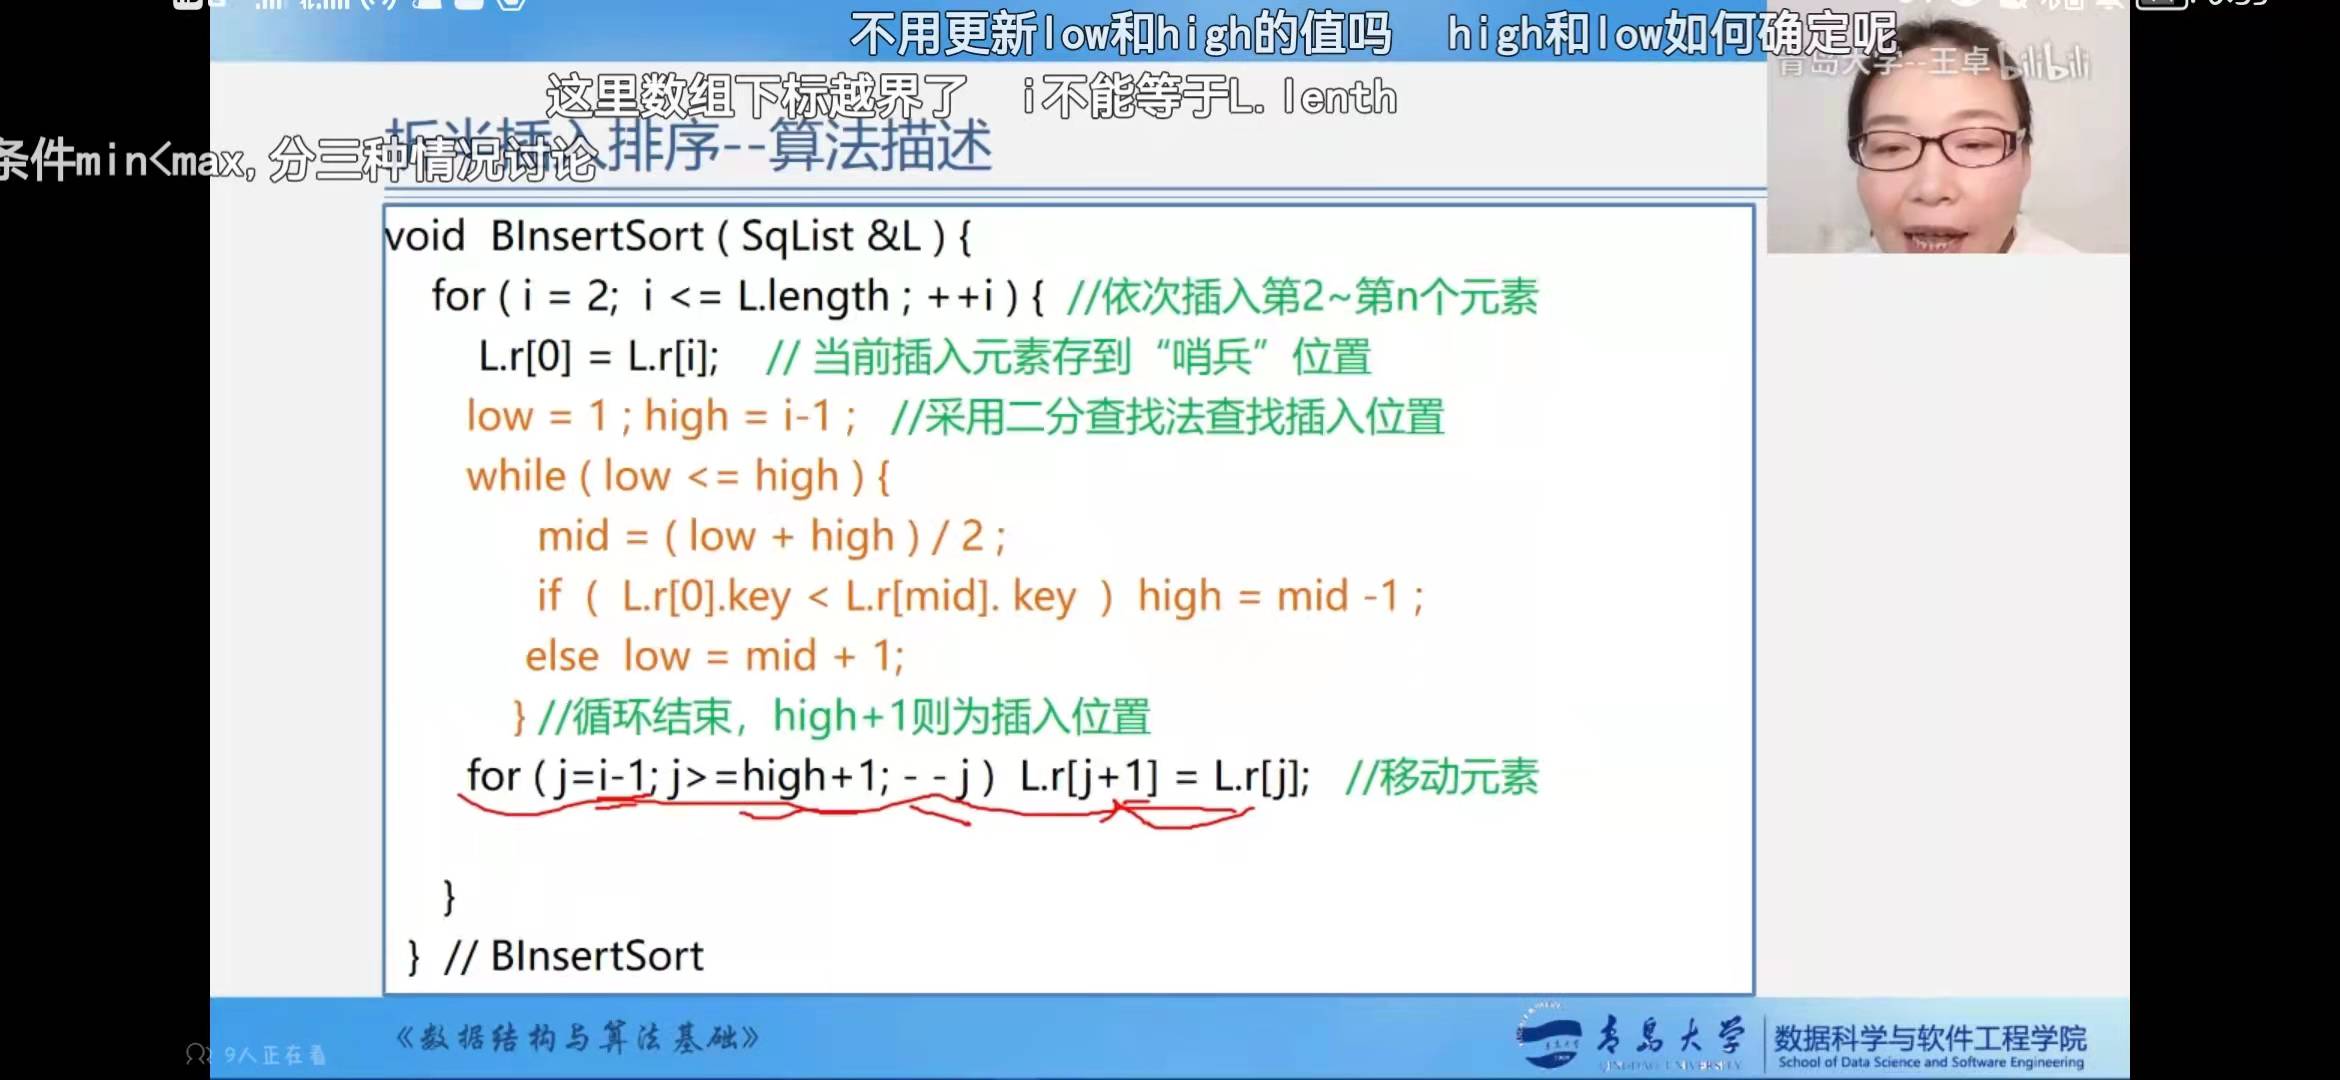 不用更新low和high的值吗 high和low如何确定呢
青岛大学--王卓 bilibili
这里数组下标越界了 i不能等于L.lenth
折半插入排序--算法描述
条件min<max,分三种情况讨论
void BInsertSort ( SqList &L ) {
for ( i = 2; i <= L.length ; ++i ) { //依次插入第2~第n个元素
L.r[0] = L.r[i]; // 当前插入元素存到“哨兵”位置
low = 1 ; high = i-1 ; //采用二分查找法查找插入位置
while ( low <= high ) {
mid = ( low + high ) / 2 ;
if ( L.r[0].key < L.r[mid]. key ) high = mid -1 ;
else low = mid + 1;
} //循环结束，high+1则为插入位置
for ( j=i-1; j>=high+1; - - j ) L.r[j+1] = L.r[j]; //移动元素
}
} // BInsertSort
《数据结构与算法基础》
9人正在看
青岛大学
QINGDAO UNIVERSITY
数据科学与软件工程学院
School of Data Science and Software Engineering